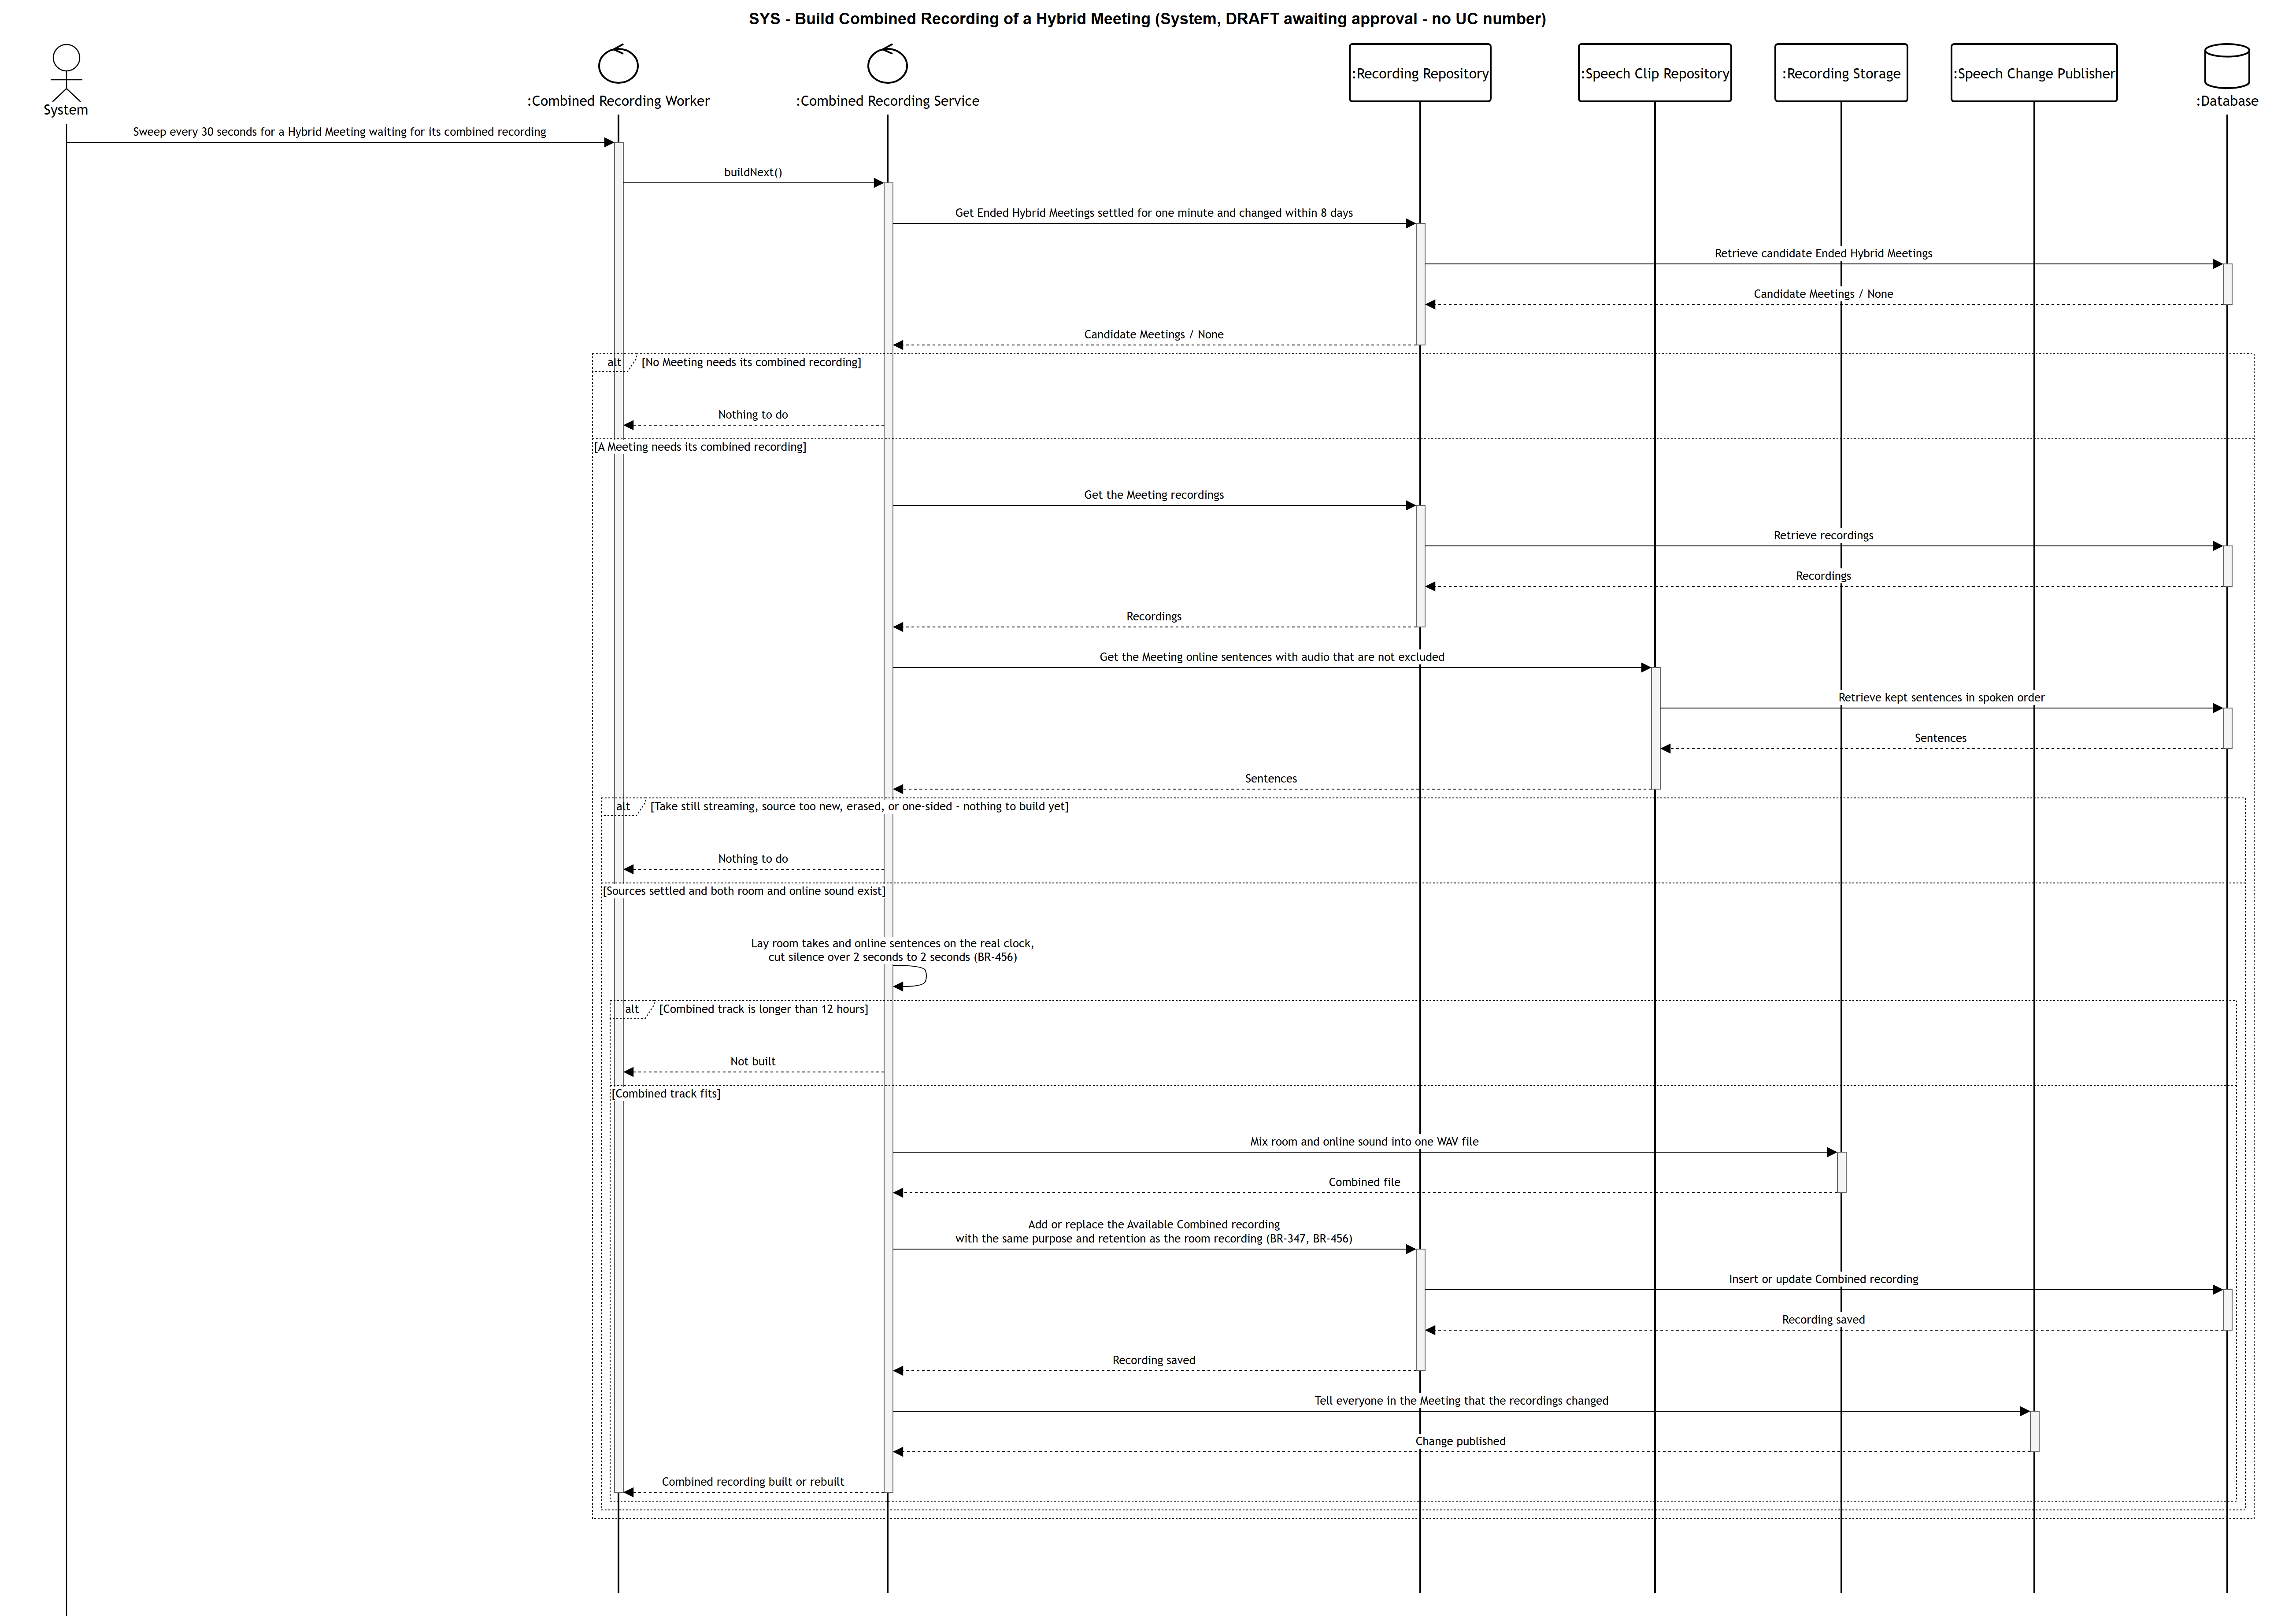 SYS - Build Combined Recording of a Hybrid Meeting (System, DRAFT awaiting approval - no UC number)
System
:Combined Recording Worker
:Combined Recording Service
:Recording Repository
:Speech Clip Repository
:Recording Storage
:Speech Change Publisher
:Database
Sweep every 30 seconds for a Hybrid Meeting waiting for its combined recording
buildNext()
Get Ended Hybrid Meetings settled for one minute and changed within 8 days
Retrieve candidate Ended Hybrid Meetings
Candidate Meetings / None
Candidate Meetings / None
alt [No Meeting needs its combined recording]
Nothing to do
[A Meeting needs its combined recording]
Get the Meeting recordings
Retrieve recordings
Recordings
Recordings
Get the Meeting online sentences with audio that are not excluded
Retrieve kept sentences in spoken order
Sentences
Sentences
alt [Take still streaming, source too new, erased, or one-sided - nothing to build yet]
Nothing to do
[Sources settled and both room and online sound exist]
Lay room takes and online sentences on the real clock,
cut silence over 2 seconds to 2 seconds (BR-456)
alt [Combined track is longer than 12 hours]
Not built
[Combined track fits]
Mix room and online sound into one WAV file
Combined file
Add or replace the Available Combined recording
with the same purpose and retention as the room recording (BR-347, BR-456)
Insert or update Combined recording
Recording saved
Recording saved
Tell everyone in the Meeting that the recordings changed
Change published
Combined recording built or rebuilt